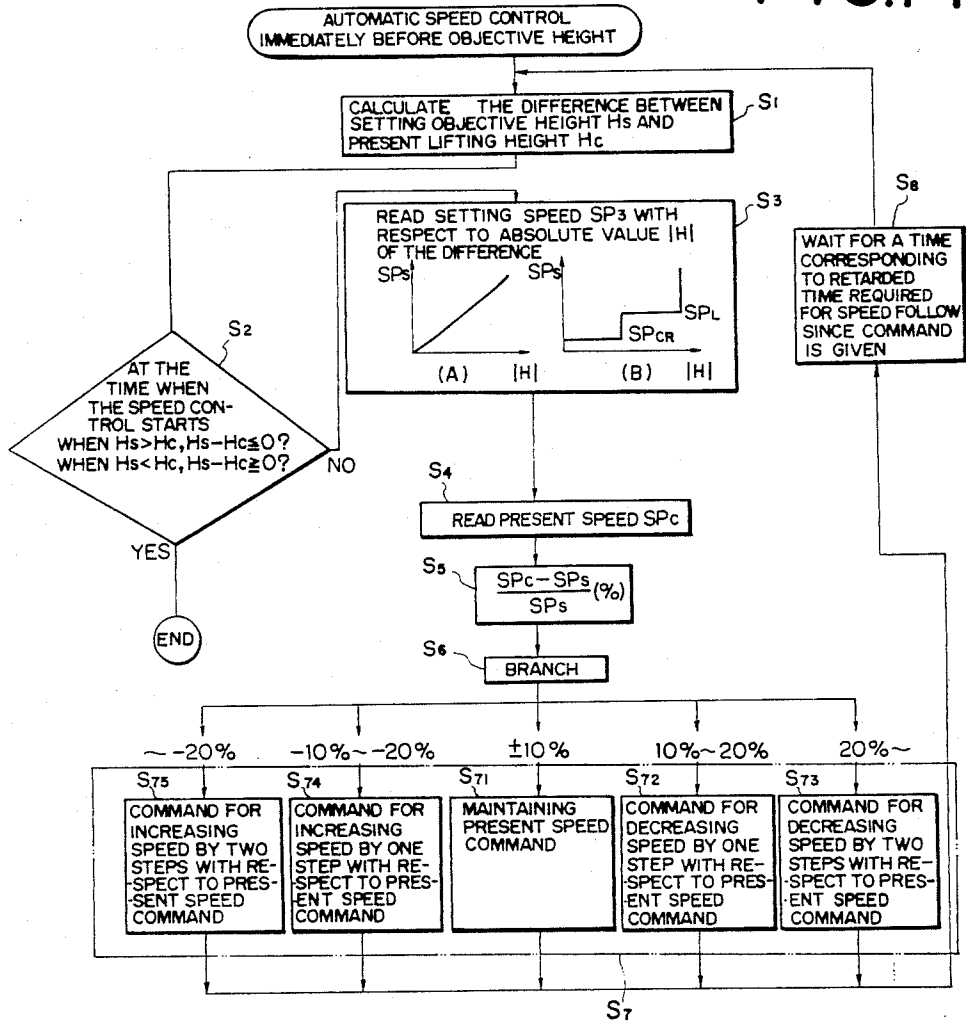 AUTOMATIC SPEED CONTROL
IMMEDIATELY BEFORE OBJECTIVE HEIGHT
CALCULATE THE DIFFERENCE BETWEEN
SETTING OBJECTIVE HEIGHT Hs AND
PRESENT LIFTING HEIGHT Hc
S1
S2
AT THE
TIME WHEN
THE SPEED CON-
TROL STARTS
WHEN Hs>Hc, Hs-Hc≦0?
WHEN Hs<Hc, Hs-Hc≧0?
NO
YES
END
S3
READ SETTING SPEED SP3 WITH
RESPECT TO ABSOLUTE VALUE |H|
OF THE DIFFERENCE
SPs
SPs
SPL
SPCR
(A) |H| (B) |H|
S4
READ PRESENT SPEED SPc
S5
SPc-SPs
SPs
(%)
S6
BRANCH
~ -20%
-10%~-20%
±10%
10%~20%
20%~
S75
COMMAND FOR
INCREASING
SPEED BY TWO
STEPS WITH RE-
-SPECT TO PRES-
-SENT SPEED
COMMAND
S74
COMMAND FOR
INCREASING
SPEED BY ONE
STEP WITH RE-
-SPECT TO PRES-
-ENT SPEED
COMMAND
S71
MAINTAINING
PRESENT SPEED
COMMAND
S72
COMMAND FOR
DECREASING
SPEED BY ONE
STEP WITH RE-
SPECT TO PRES-
-ENT SPEED
COMMAND
S73
COMMAND FOR
DECREASING
SPEED BY TWO
STEPS WITH RE-
-SPECT TO PRES-
-ENT SPEED
COMMAND
S7
S8
WAIT FOR A TIME
CORRESPONDING
TO RETARDED
TIME REQUIRED
FOR SPEED FOLLOW
SINCE COMMAND
IS GIVEN